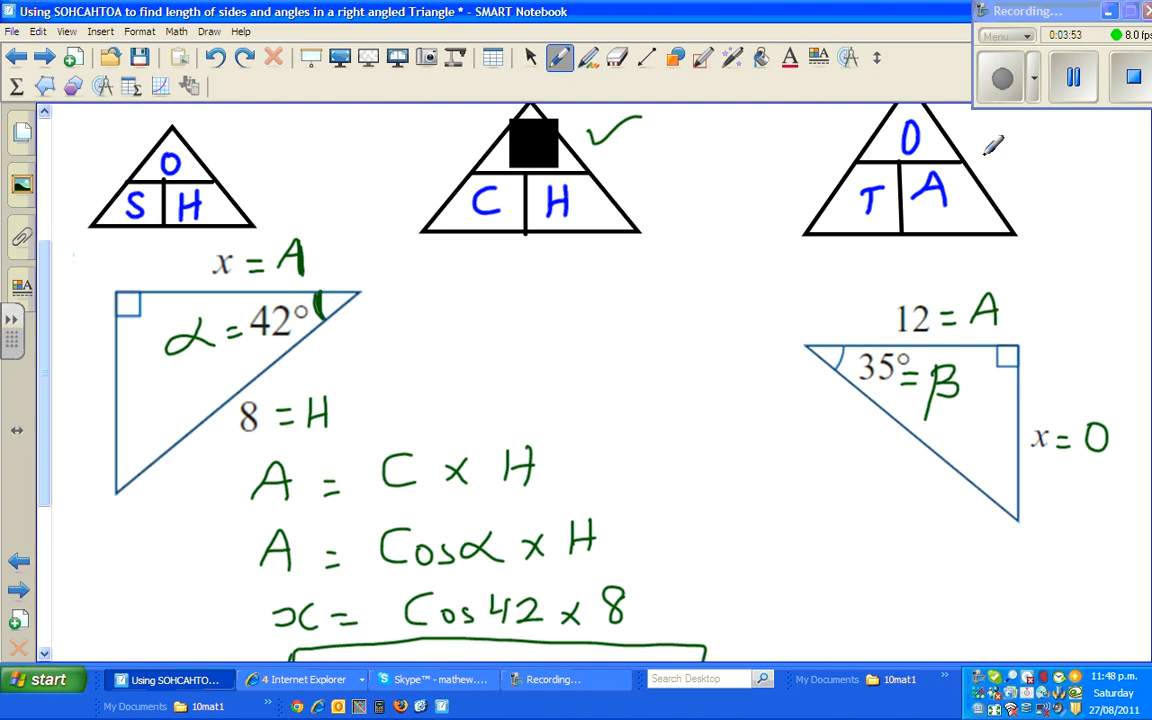 Using SOHCAHTOA to find length of sides and angles in a right angled Triangle * - SMART Notebook
Recording...
File Edit View Insert Format Math Draw Help
Menu 0:03:53 8.0 fps
O
S H
C H
O
T A
x = A
α = 42°
8 = H
12 = A
35° = β
x = O
A = C x H
A = Cosα x H
x = Cos 42 x 8
start
Using SOHCAHTOA...
4 Internet Explorer
Skype™ - mathew....
Recording...
Search Desktop
My Documents
10mat1
11:48 p.m.
Saturday
27/08/2011
My Documents
10mat1